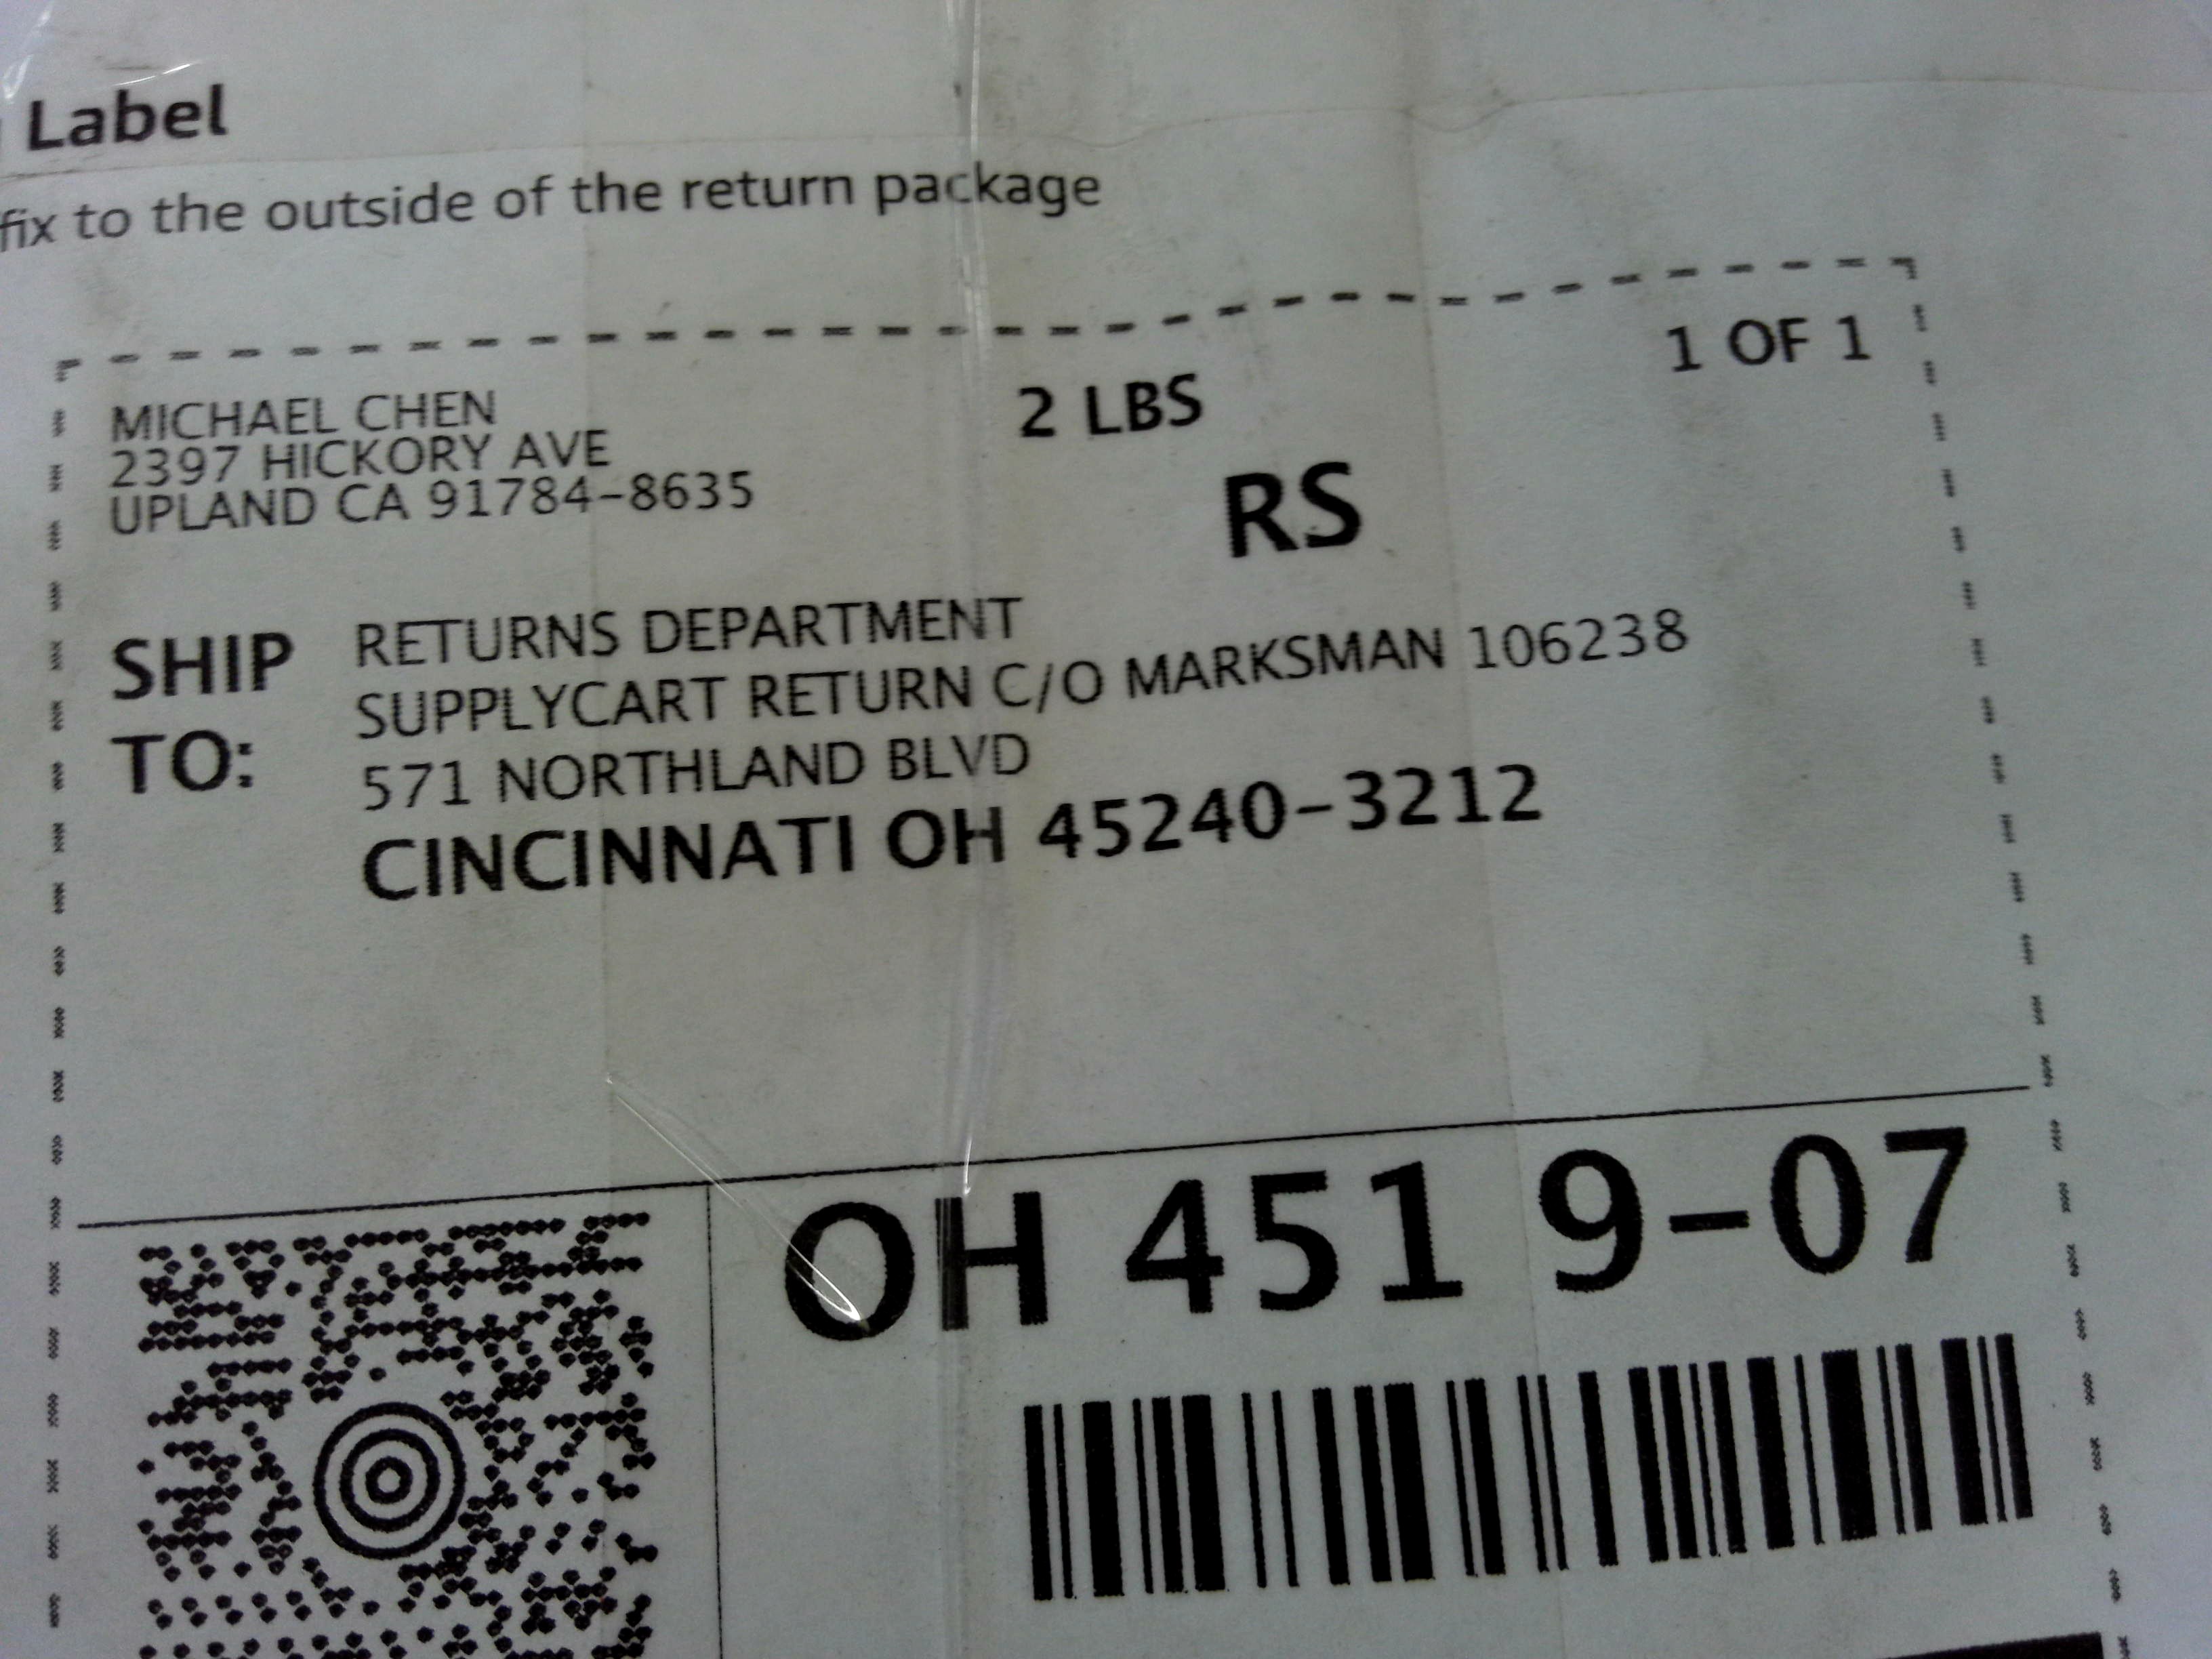 Label
fix to the outside of the return package
1 OF 1
MICHAEL CHEN
2 LBS
2397 HICKORY AVE
UPLAND CA 91784-8635
RS
SHIP TO:
RETURNS DEPARTMENT
SUPPLYCART RETURN C/O MARKSMAN 106238
571 NORTHLAND BLVD
CINCINNATI OH 45240-3212
OH 451 9-07